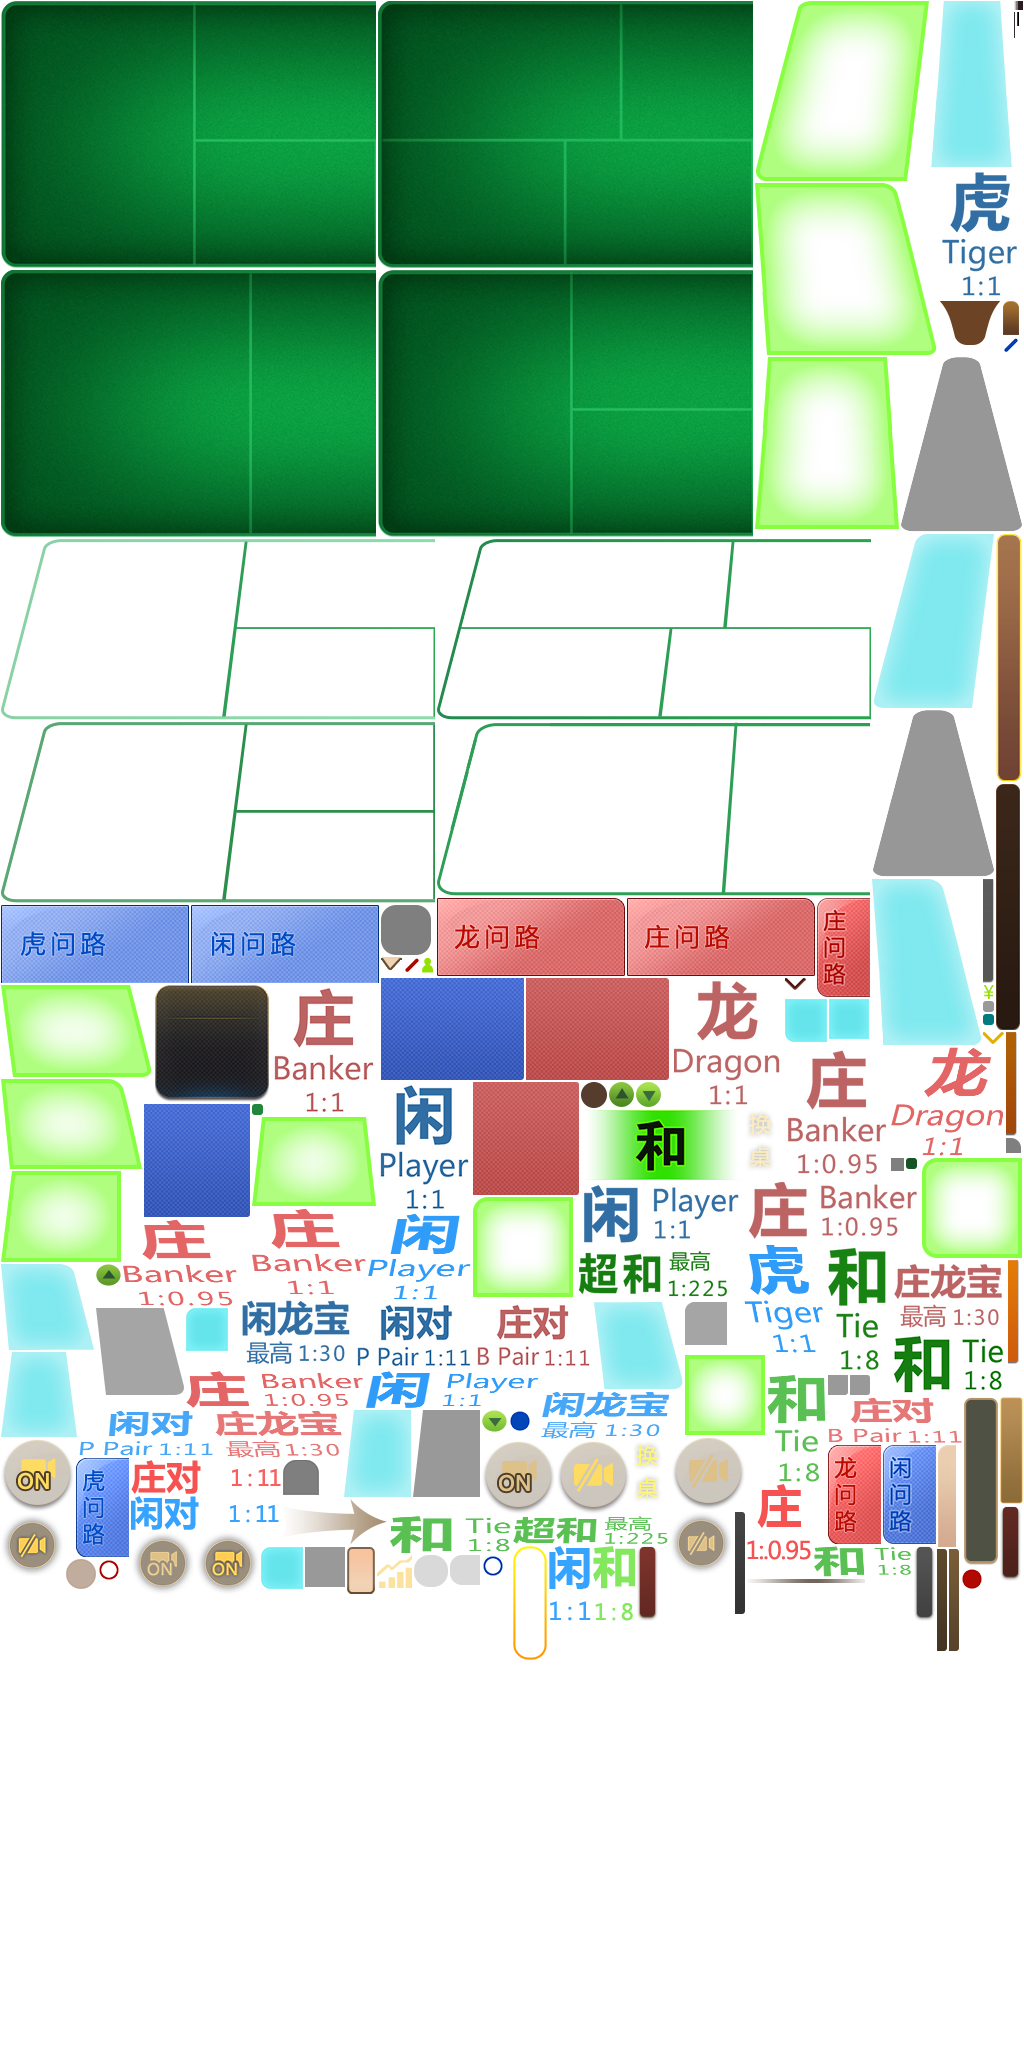 虎
Tiger
1:1
虎问路
闲问路
龙问路
庄问路
庄
问
路
¥
庄
Banker
1:1
龙
Dragon
1:1
庄
Banker
1:0.95
龙
Dragon
1:1
闲
Player
1:1
和
换
桌
闲 Player
1:1
庄 Banker
1:0.95
庄
Banker
1:0.95
庄
Banker
1:1
闲
Player
1:1
超和 最高
1:225
虎
Tiger
1:1
和
Tie
1:8
庄龙宝
最高 1:30
闲龙宝
最高 1:30
闲对
P Pair 1:11
庄对
B Pair 1:11
和 Tie
1:8
庄 Banker
1:0.95
闲 Player
1:1
闲对
P Pair 1:11
庄龙宝
最高 1:30
闲龙宝
最高 1:30
和
Tie
1:8
庄对
B Pair 1:11
ON
虎
问
路
庄对 1:11
闲对 1:11
ON
换
桌
龙
问
路
闲
问
路
和 Tie
1:8
超和 最高
1:225
庄
1:0.95
ON
ON
闲
1:1
和
1:8
和 Tie
1:8